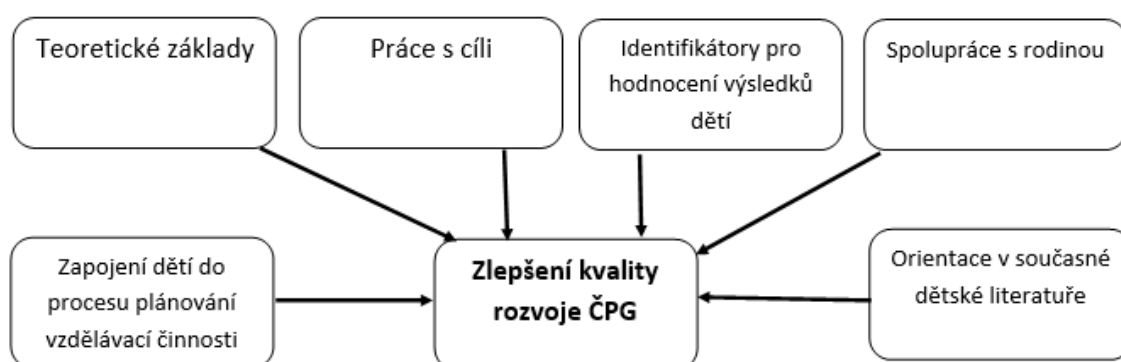 Teoretické základy
Práce s cíli
Identifikátory pro
hodnocení výsledků
dětí
Spolupráce s rodinou
Zapojení dětí do
procesu plánování
vzdělávací činnosti
Zlepšení kvality
rozvoje ČPG
Orientace v současné
dětské literatuře